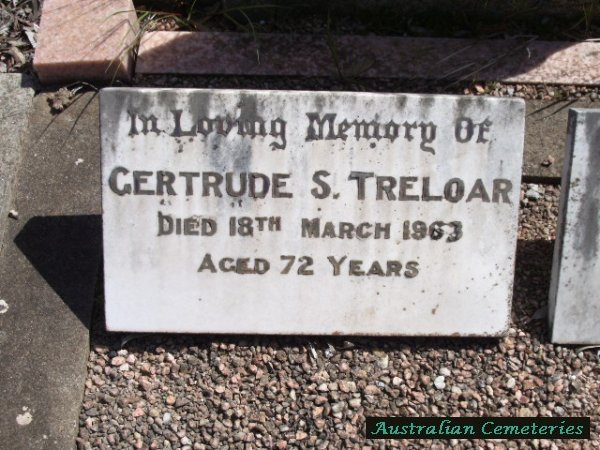 In Loving Memory Of
GERTRUDE S. TRELOAR
DIED 18TH MARCH 1963
AGED 72 YEARS
Australian Cemeteries